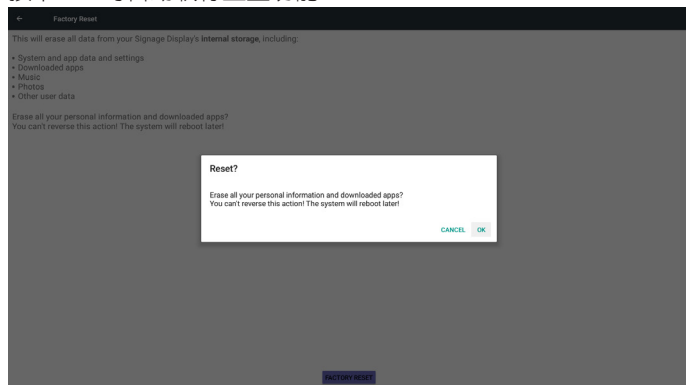 Factory Reset
This will erase all data from your Signage Display's internal storage, including:
• System and app data and settings
• Downloaded apps
• Music
• Photos
• Other user data
Erase all your personal information and downloaded apps?
You can't reverse this action! The system will reboot later!
Reset?
Erase all your personal information and downloaded apps?
You can't reverse this action! The system will reboot later!
CANCEL OK
FACTORY RESET